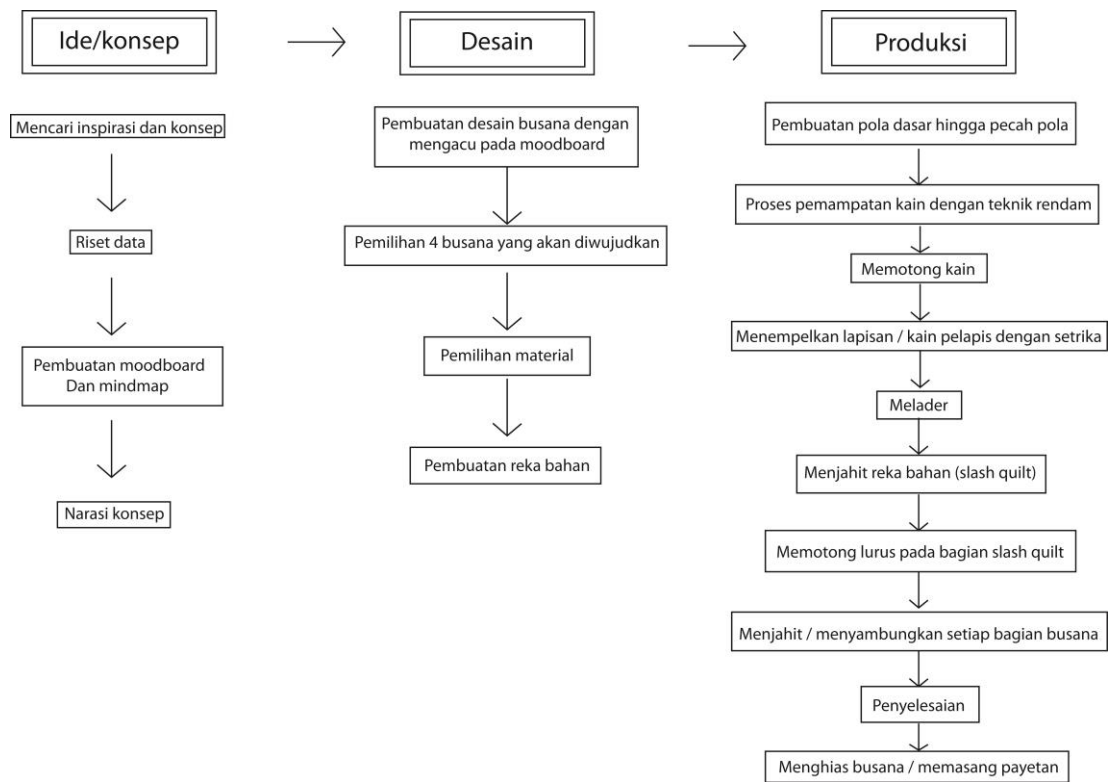 Ide/konsep
Mencari inspirasi dan konsep
Riset data
Pembuatan moodboard
Dan mindmap
Narasi konsep
Desain
Pembuatan desain busana dengan
mengacu pada moodboard
Pemilihan 4 busana yang akan diwujudkan
Pemilihan material
Pembuatan reka bahan
Produksi
Pembuatan pola dasar hingga pecah pola
Proses pemampatan kain dengan teknik rendam
Memotong kain
Menempelkan lapisan / kain pelapis dengan setrika
Melader
Menjahit reka bahan (slash quilt)
Memotong lurus pada bagian slash quilt
Menjahit / menyambungkan setiap bagian busana
Penyelesaian
Menghias busana / memasang payetan